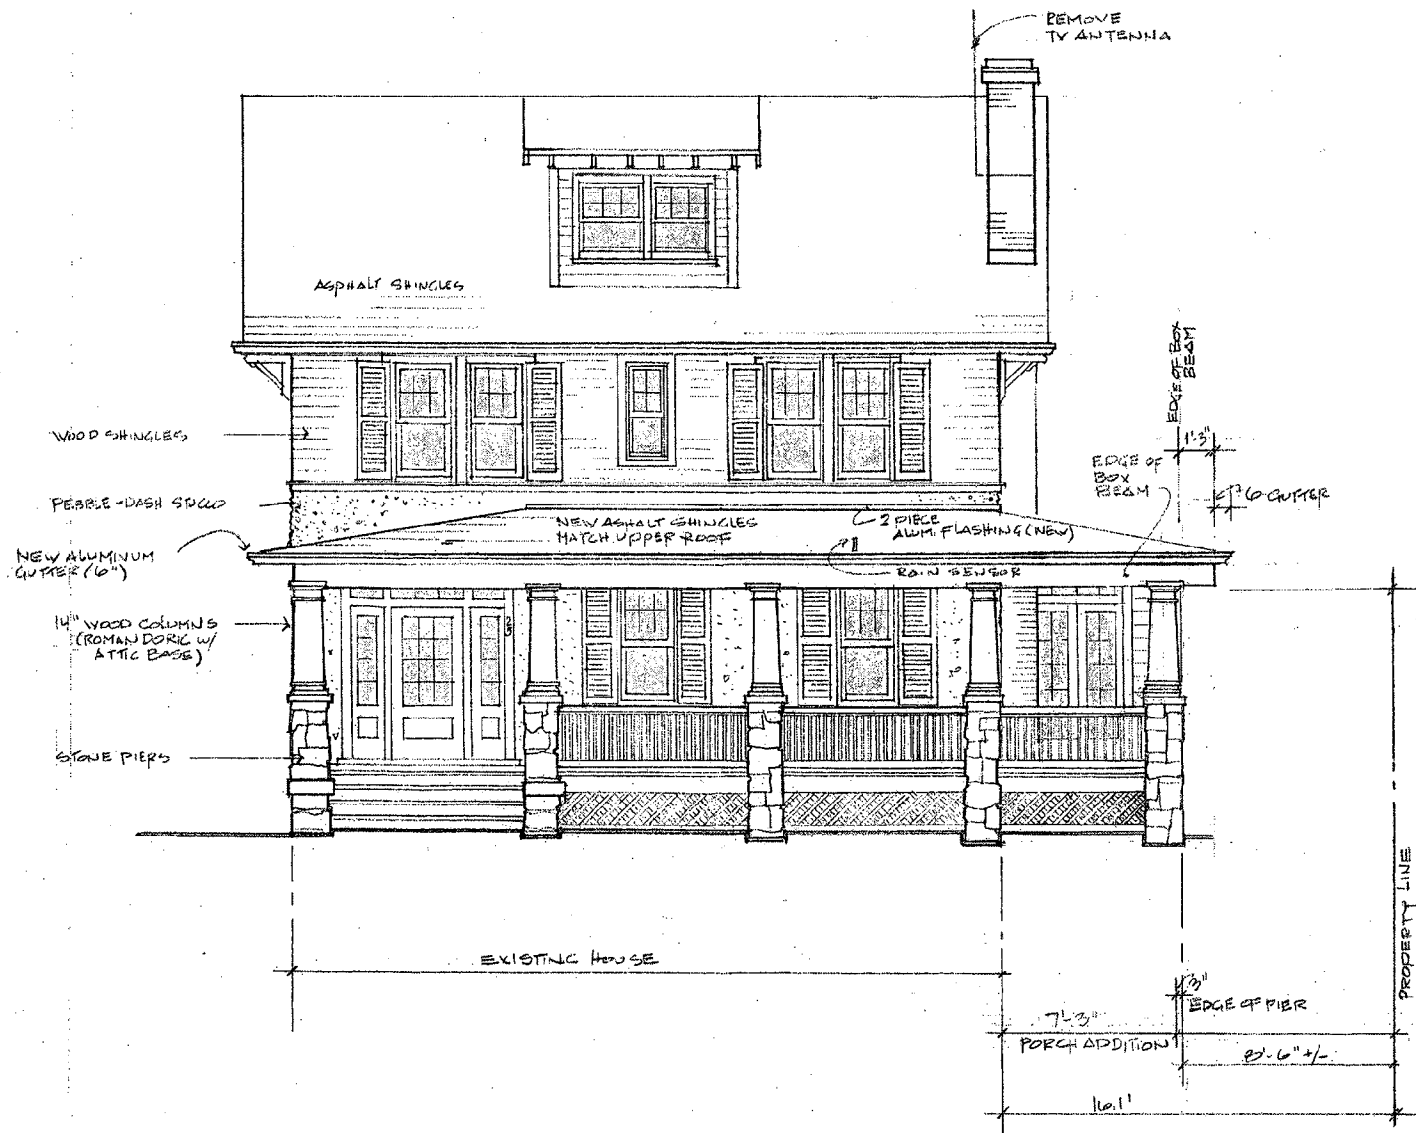 REMOVE
TV ANTENNA
ASPHALT SHINGLES
EDGE OF BOX
BEAM
WOOD SHINGLES
1'-3"
EDGE OF
BOX
BEAM
PEBBLE-DASH STUCCO
6" GUTTER
NEW ASHALT SHINGLES
MATCH UPPER ROOF
2 PIECE
ALUM. FLASHING (NEW)
NEW ALUMINUM
GUTTER (6")
RAIN SENSOR
14" WOOD COLUMNS
(ROMAN DORIC W/
ATTIC BASE)
STONE PIERS
PROPERTY LINE
EXISTING HOUSE
3"
EDGE OF PIER
7'-3"
PORCH ADDITION
8'-6" +/-
16.1'